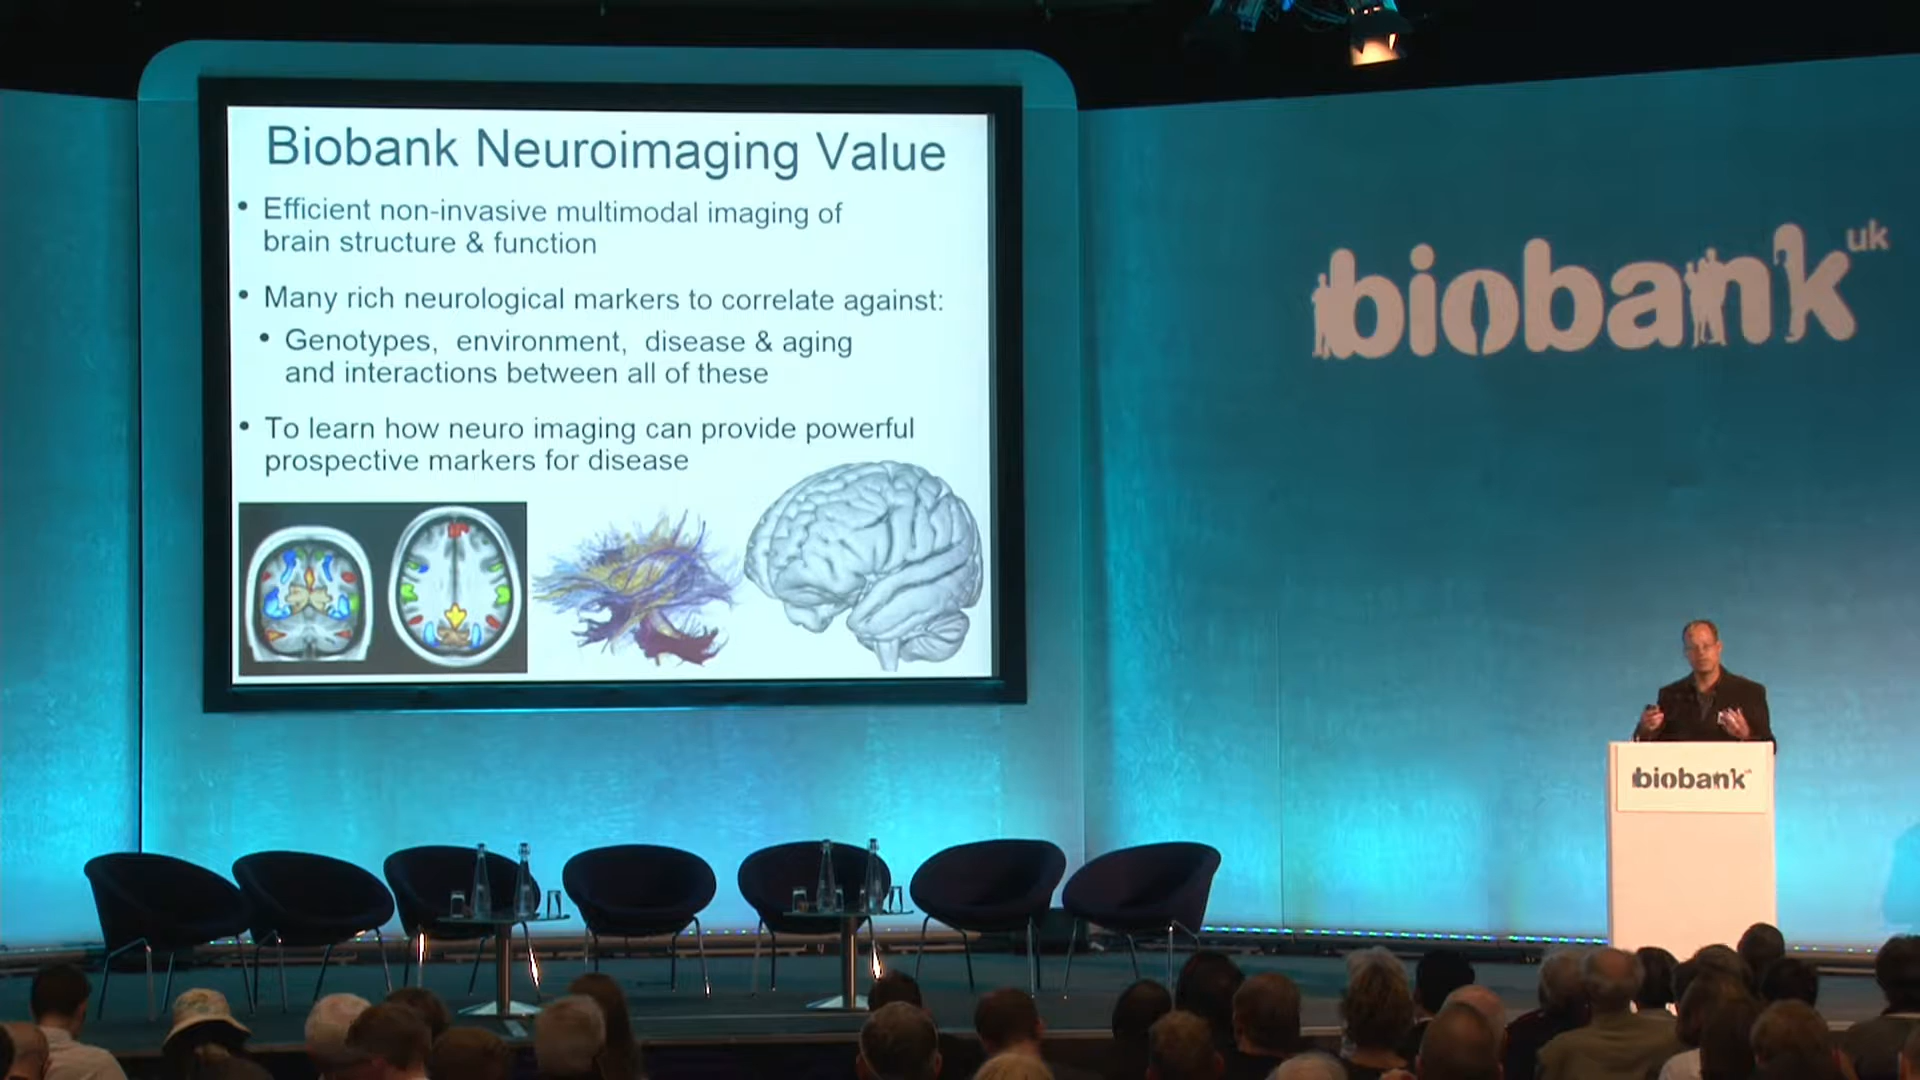 Biobank Neuroimaging Value
• Efficient non-invasive multimodal imaging of
brain structure & function
• Many rich neurological markers to correlate against:
• Genotypes, environment, disease & aging
and interactions between all of these
• To learn how neuro imaging can provide powerful
prospective markers for disease
biobank uk
biobank uk